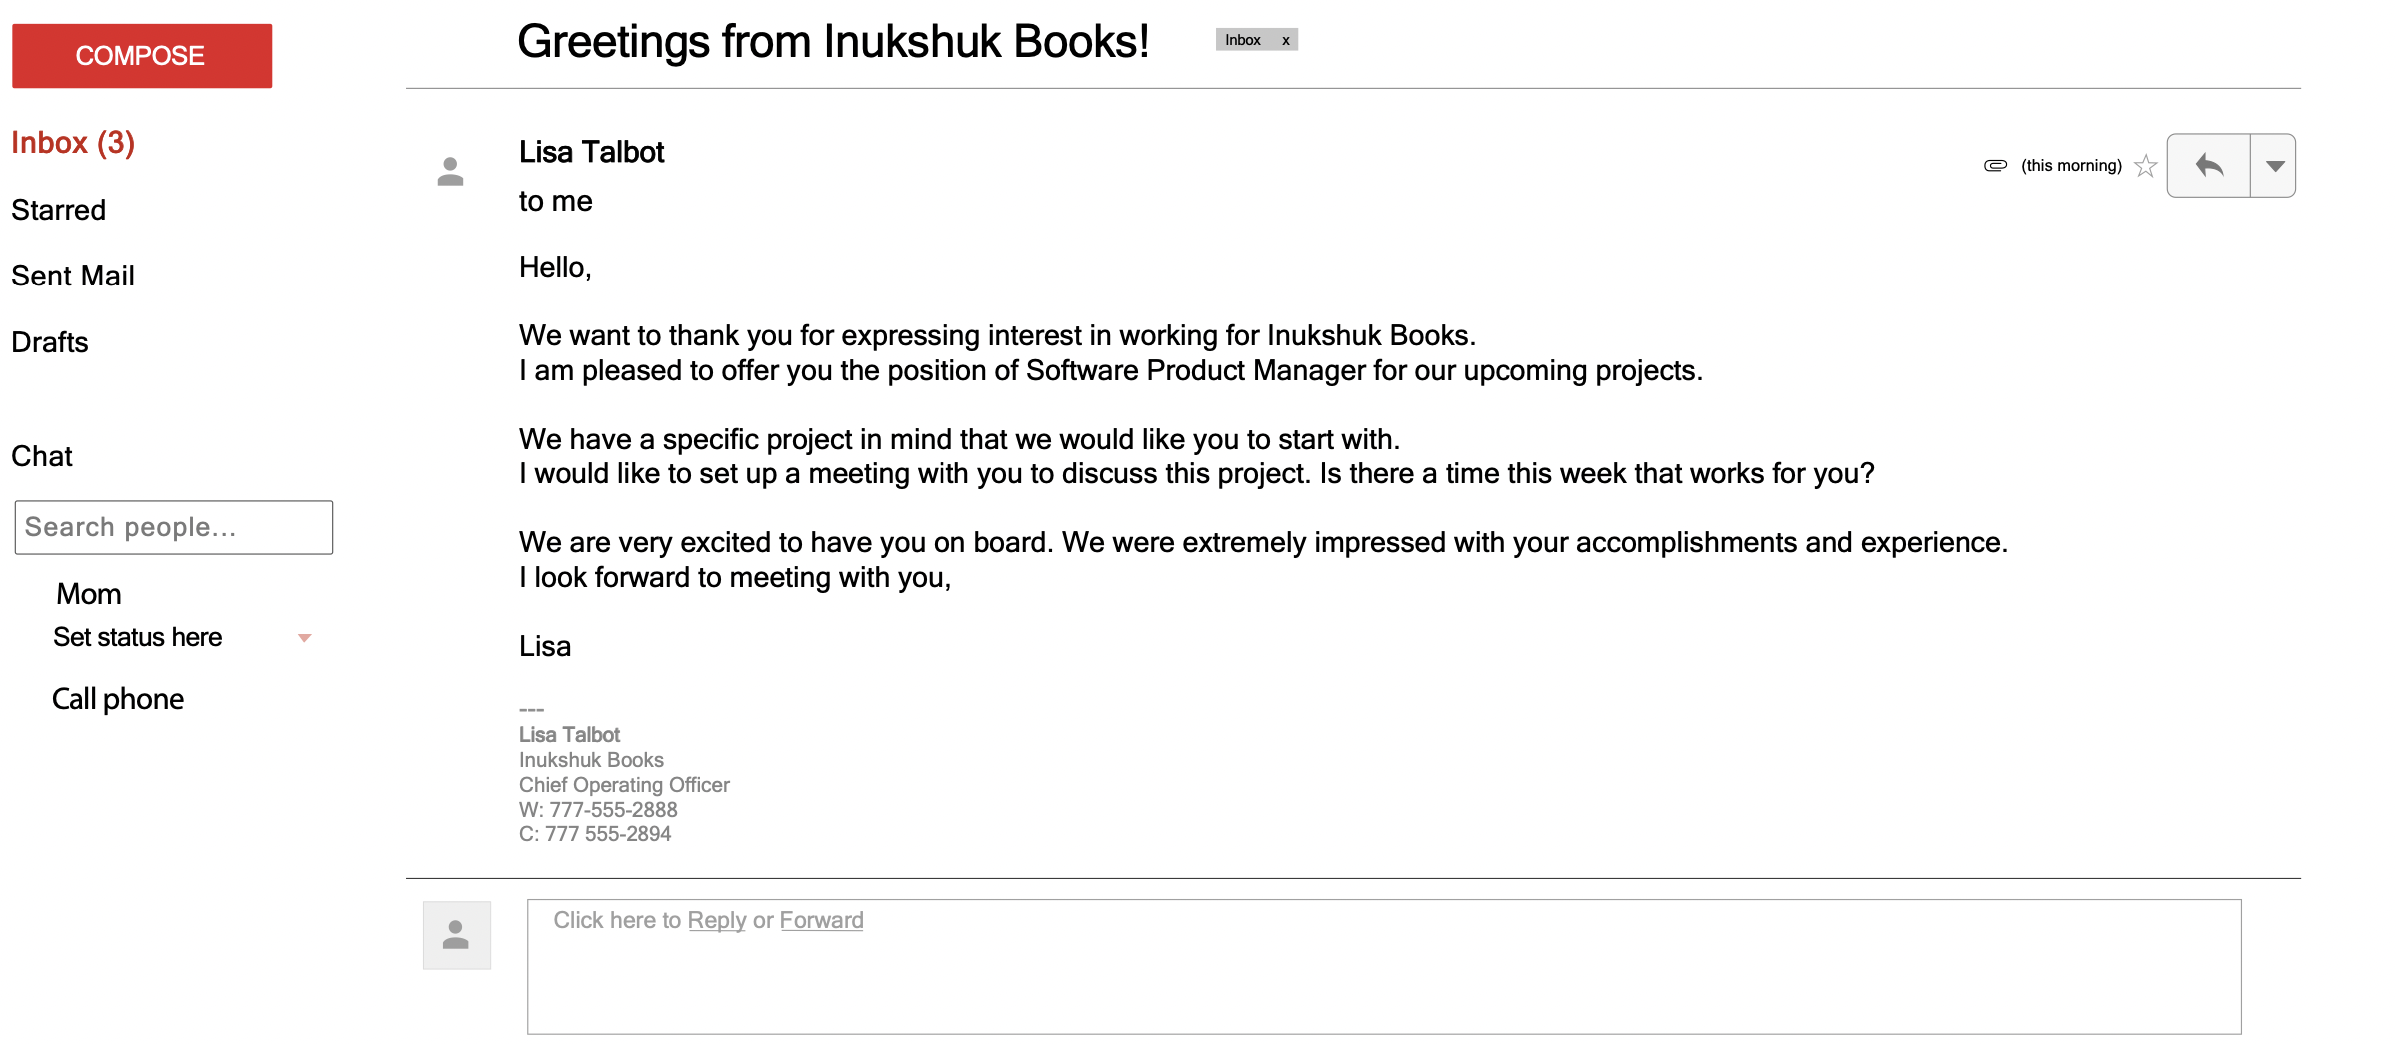 COMPOSE
Inbox (3)
Starred
Sent Mail
Drafts
Chat
Search people...
Mom
Set status here
Call phone
Greetings from Inukshuk Books!
Inbox x
Lisa Talbot
(this morning)
to me
Hello,
We want to thank you for expressing interest in working for Inukshuk Books.
I am pleased to offer you the position of Software Product Manager for our upcoming projects.
We have a specific project in mind that we would like you to start with.
I would like to set up a meeting with you to discuss this project. Is there a time this week that works for you?
We are very excited to have you on board. We were extremely impressed with your accomplishments and experience.
I look forward to meeting with you,
Lisa
---
Lisa Talbot
Inukshuk Books
Chief Operating Officer
W: 777-555-2888
C: 777 555-2894
Click here to Reply or Forward